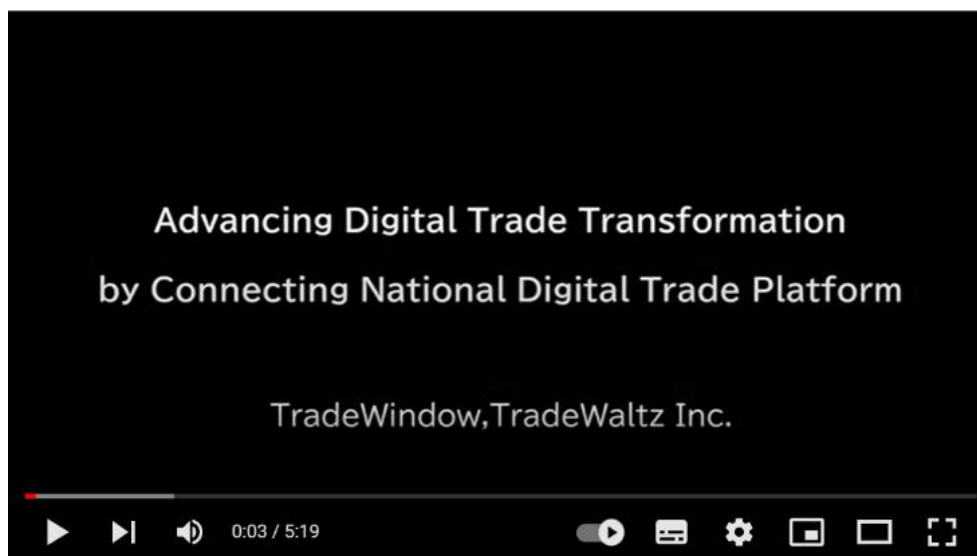 Advancing Digital Trade Transformation
by Connecting National Digital Trade Platform
TradeWindow,TradeWaltz Inc.
0:03 / 5:19